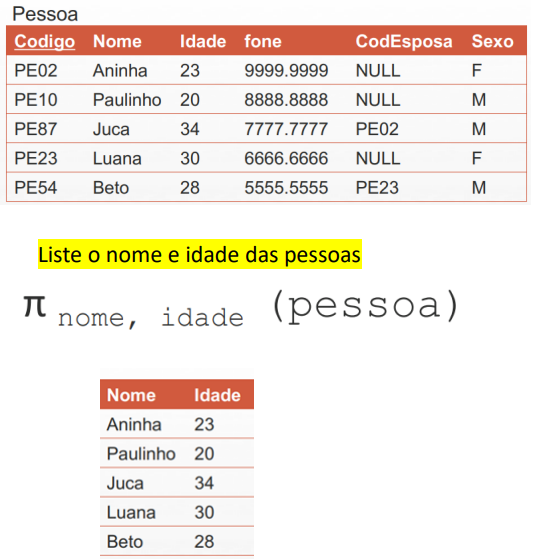 Pessoa
Codigo Nome Idade fone CodEsposa Sexo
PE02 Aninha 23 9999.9999 NULL F
PE10 Paulinho 20 8888.8888 NULL M
PE87 Juca 34 7777.7777 PE02 M
PE23 Luana 30 6666.6666 NULL F
PE54 Beto 28 5555.5555 PE23 M
Liste o nome e idade das pessoas
π nome, idade (pessoa)
Nome Idade
Aninha 23
Paulinho 20
Juca 34
Luana 30
Beto 28